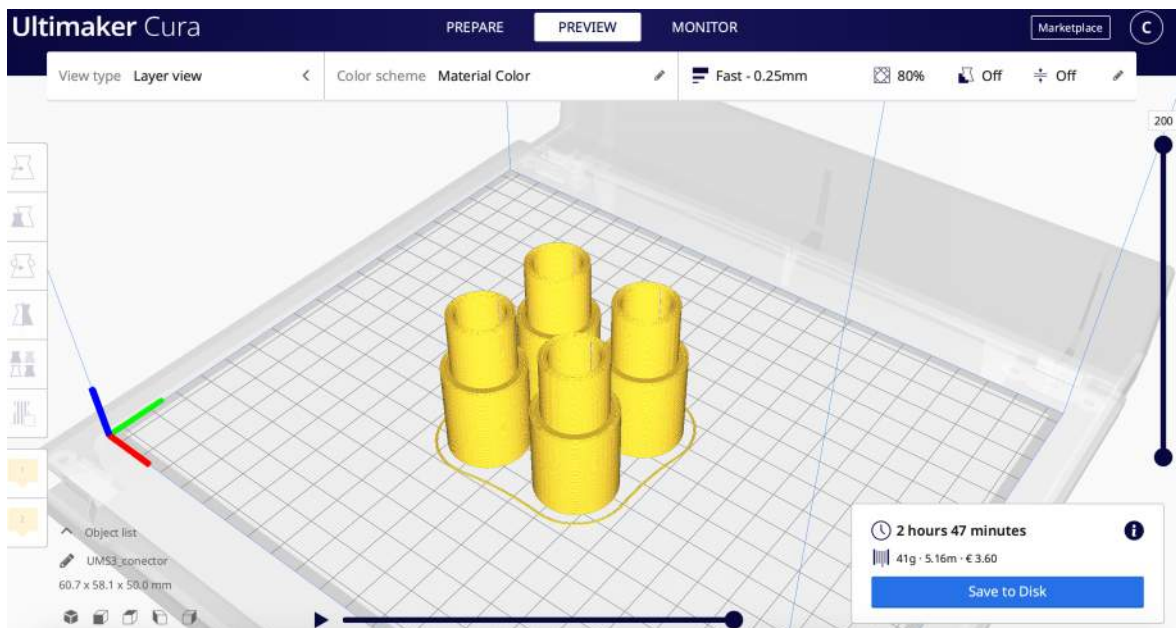 Ultimaker Cura
PREPARE PREVIEW MONITOR
Marketplace C
View type Layer view <
Color scheme Material Color
Fast - 0.25mm 80% Off Off
200
1
2
Object list
UMS3_conector
60.7 x 58.1 x 50.0 mm
2 hours 47 minutes i
41g · 5.16m · € 3.60
Save to Disk